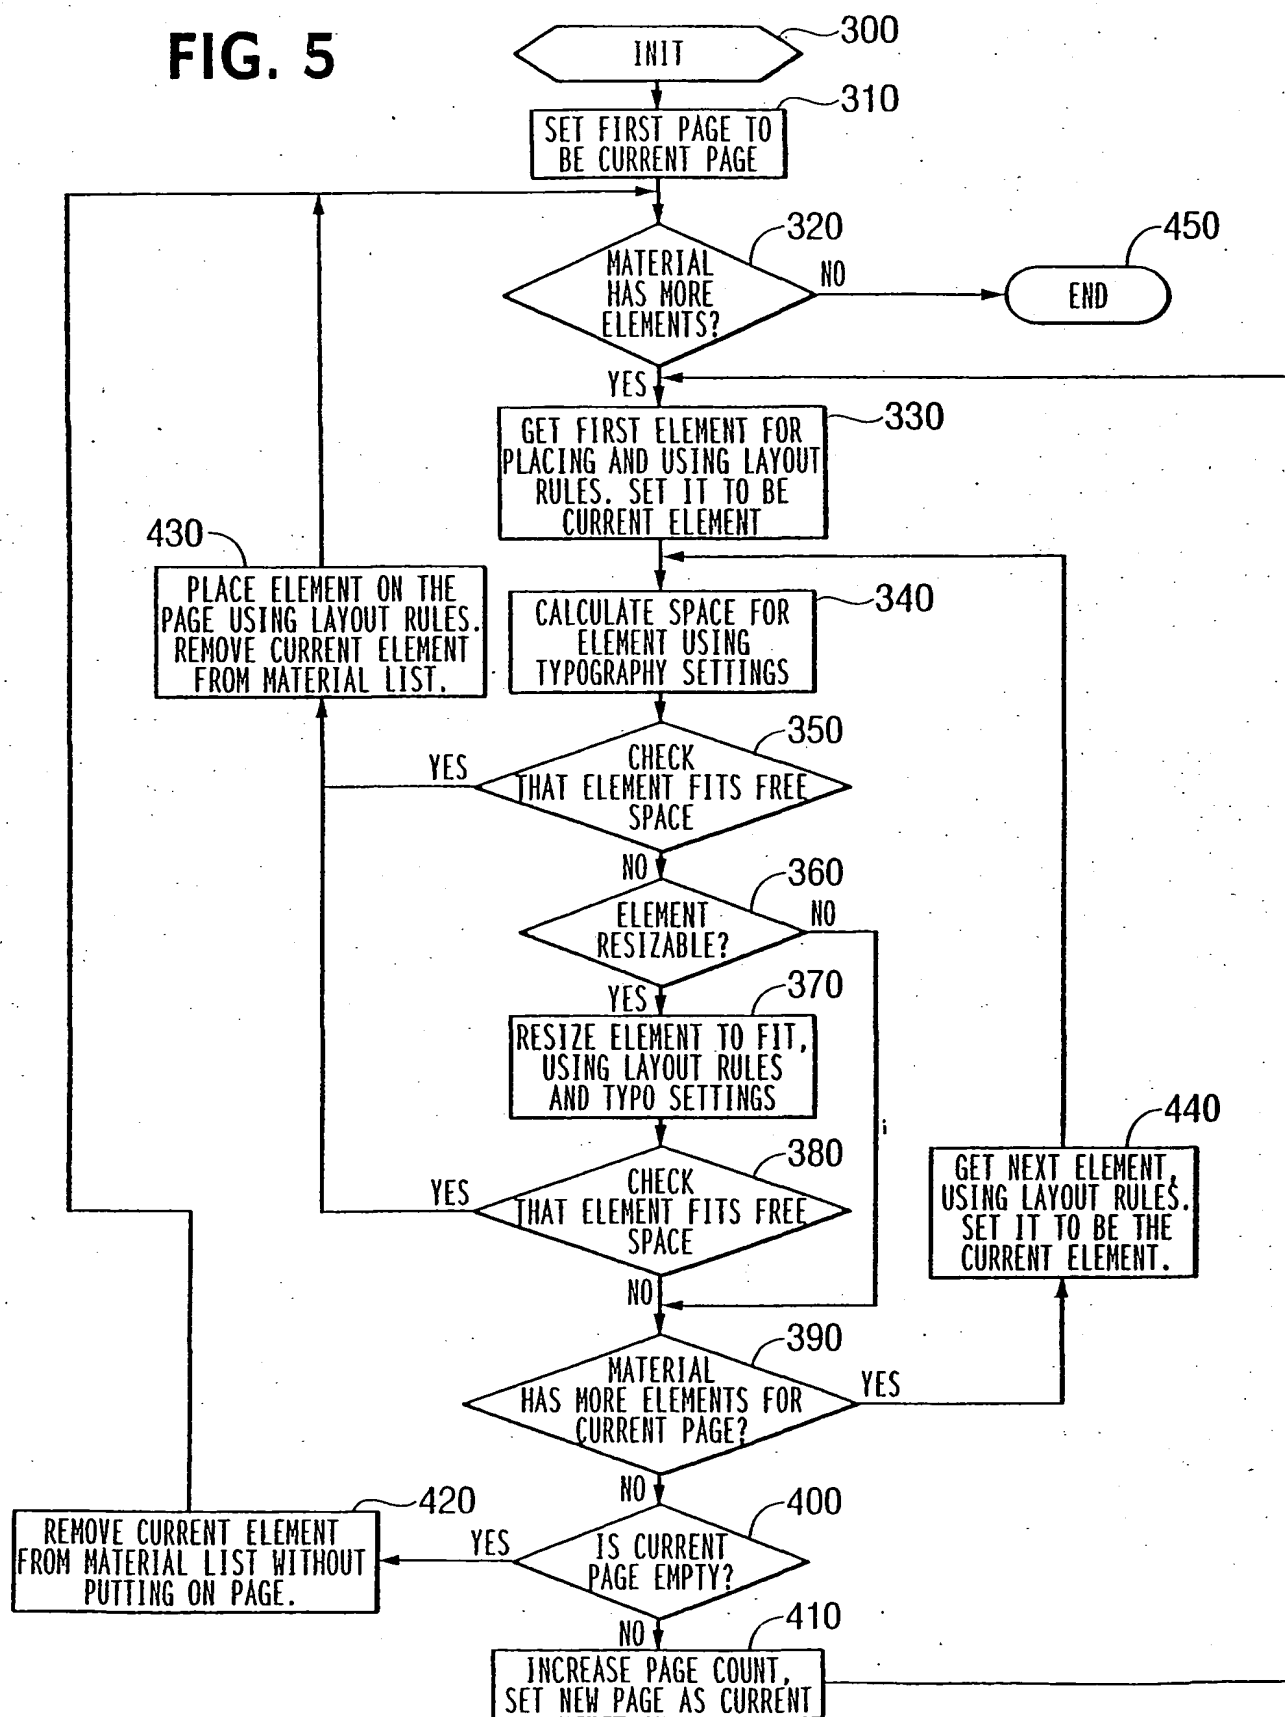 FIG. 5
INIT
300
SET FIRST PAGE TO
BE CURRENT PAGE
310
MATERIAL
HAS MORE
ELEMENTS?
320
NO
END
450
YES
GET FIRST ELEMENT FOR
PLACING AND USING LAYOUT
RULES. SET IT TO BE
CURRENT ELEMENT
330
430
PLACE ELEMENT ON THE
PAGE USING LAYOUT RULES.
REMOVE CURRENT ELEMENT
FROM MATERIAL LIST.
CALCULATE SPACE FOR
ELEMENT USING
TYPOGRAPHY SETTINGS
340
CHECK
THAT ELEMENT FITS FREE
SPACE
350
YES
NO
ELEMENT
RESIZABLE?
360
NO
YES
RESIZE ELEMENT TO FIT,
USING LAYOUT RULES
AND TYPO SETTINGS
370
CHECK
THAT ELEMENT FITS FREE
SPACE
380
YES
NO
GET NEXT ELEMENT,
USING LAYOUT RULES.
SET IT TO BE THE
CURRENT ELEMENT.
440
MATERIAL
HAS MORE ELEMENTS FOR
CURRENT PAGE?
390
YES
NO
IS CURRENT
PAGE EMPTY?
400
YES
REMOVE CURRENT ELEMENT
FROM MATERIAL LIST WITHOUT
PUTTING ON PAGE.
420
NO
INCREASE PAGE COUNT,
SET NEW PAGE AS CURRENT
410